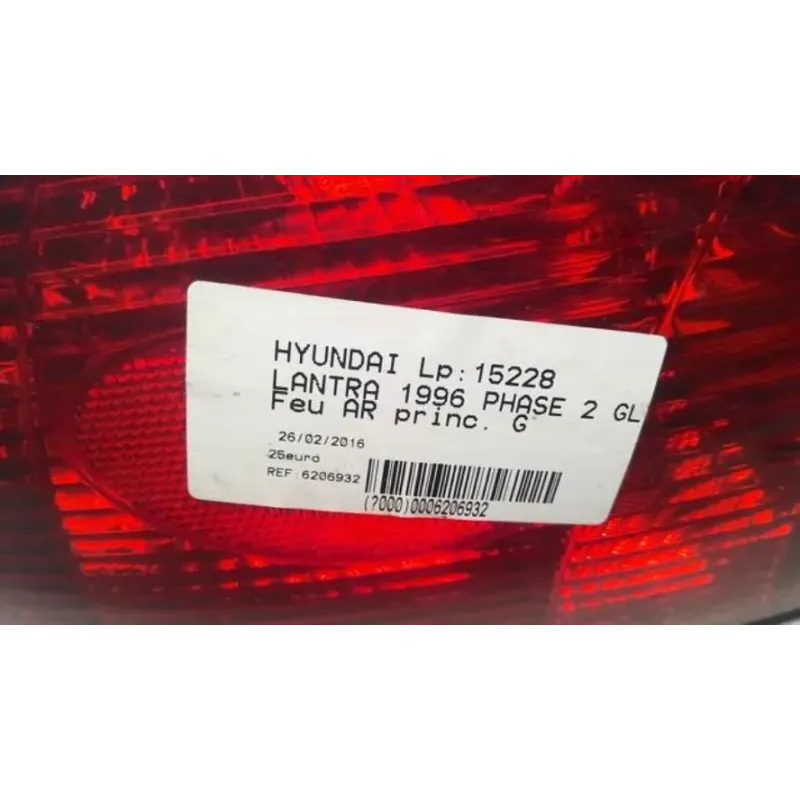 HYUNDAI Lp:15228
LANTRA 1996 PHASE 2 GL
Feu AR princ. G
26/02/2016
25euro
REF:6206932
(?000)0006206932